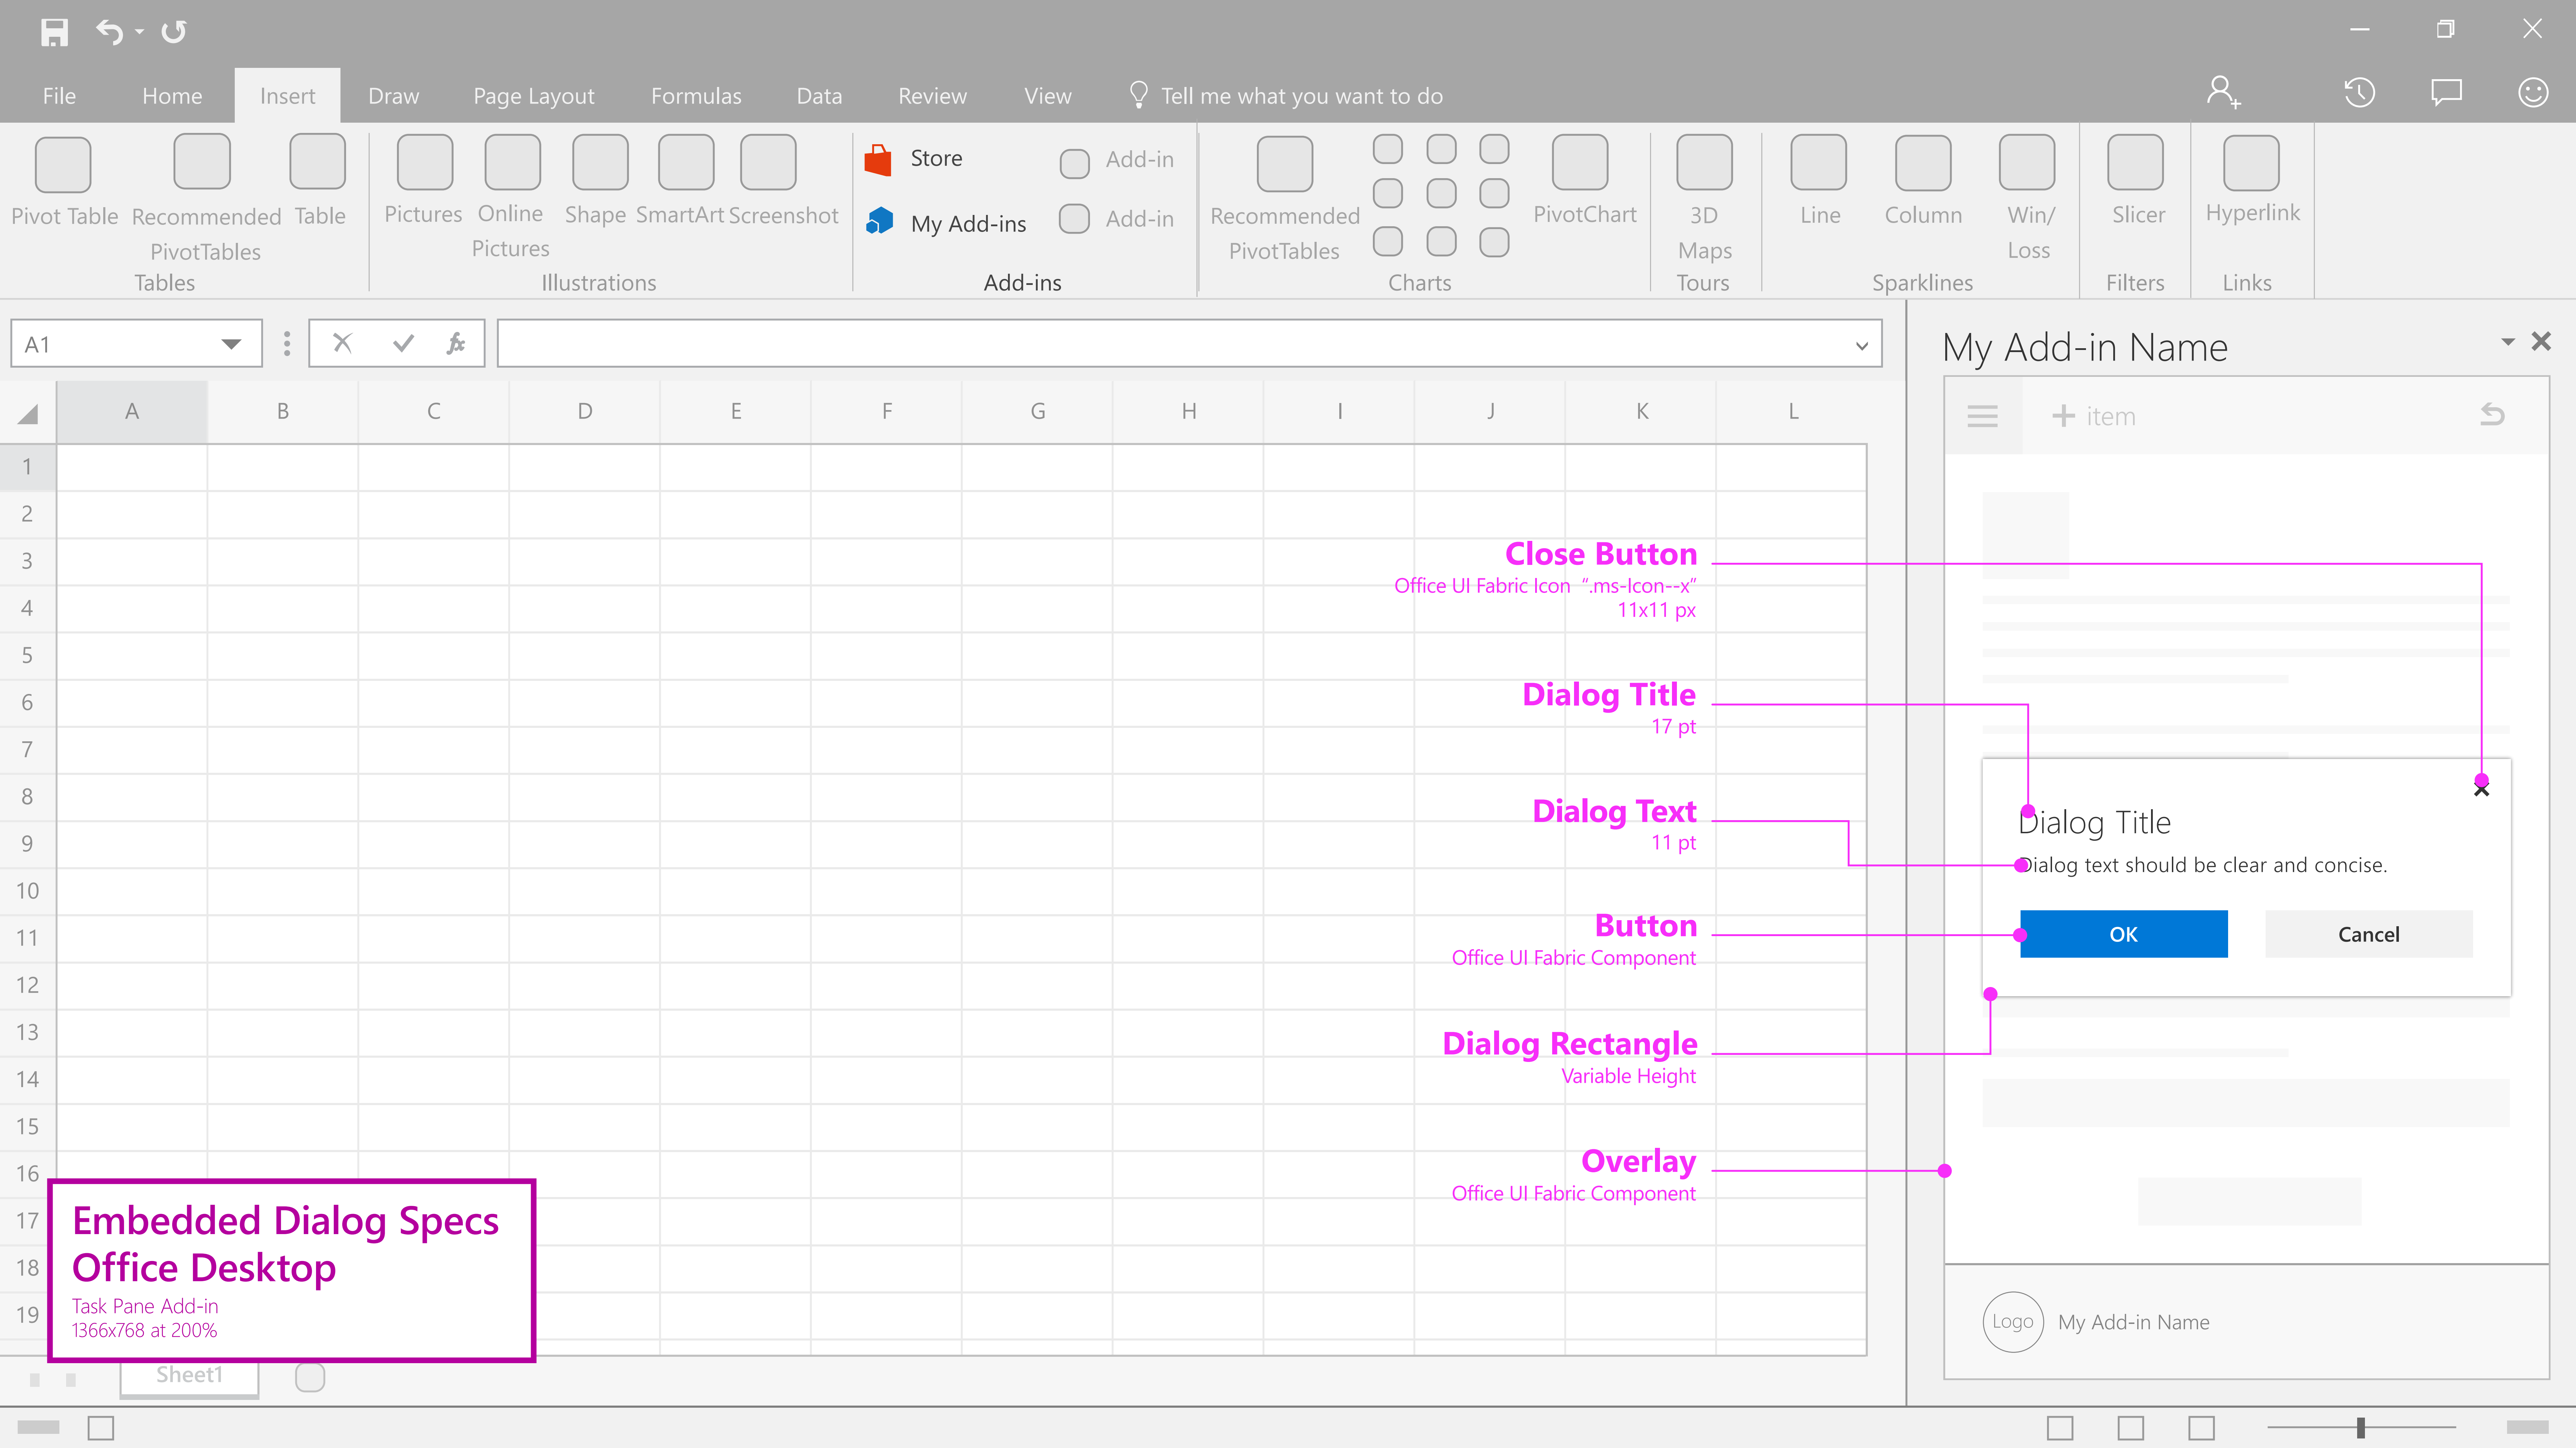 File Home Insert Draw Page Layout Formulas Data Review View Tell me what you want to do
Pivot Table
Recommended
PivotTables
Table
Tables
Pictures
Online
Pictures
Shape
SmartArt
Screenshot
Illustrations
Store
My Add-ins
Add-in
Add-in
Add-ins
Recommended
PivotTables
PivotChart
Charts
3D
Maps
Tours
Line
Column
Win/
Loss
Sparklines
Slicer
Filters
Hyperlink
Links
A1
fx
A B C D E F G H I J K L
1
2
3
4
5
6
7
8
9
10
11
12
13
14
15
16
17
18
19
Close Button
Office UI Fabric Icon “.ms-Icon--x”
11x11 px
Dialog Title
17 pt
Dialog Text
11 pt
Button
Office UI Fabric Component
Dialog Rectangle
Variable Height
Overlay
Office UI Fabric Component
Embedded Dialog Specs
Office Desktop
Task Pane Add-in
1366x768 at 200%
Sheet1
My Add-in Name
item
Dialog Title
Dialog text should be clear and concise.
OK
Cancel
Logo
My Add-in Name